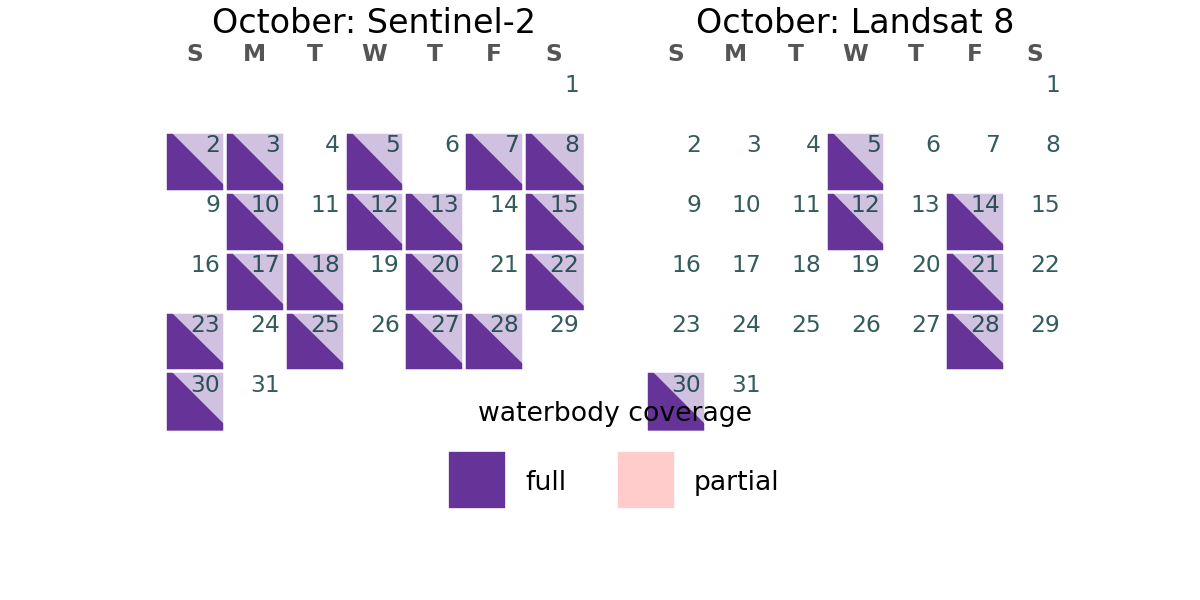 October: Sentinel-2
S M T W T F S
1
2 3 4 5 6 7 8
9 10 11 12 13 14 15
16 17 18 19 20 21 22
23 24 25 26 27 28 29
30 31
October: Landsat 8
S M T W T F S
1
2 3 4 5 6 7 8
9 10 11 12 13 14 15
16 17 18 19 20 21 22
23 24 25 26 27 28 29
30 31
waterbody coverage
full partial